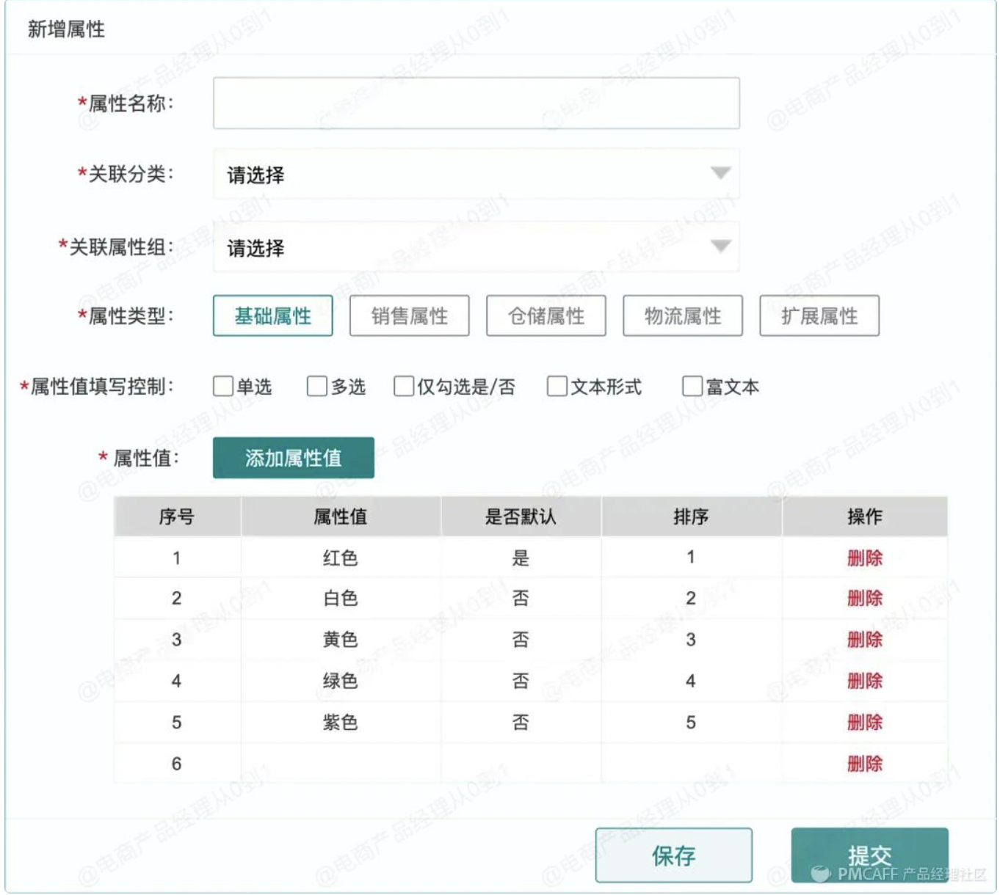 新增属性
*属性名称：
*关联分类： 请选择
*关联属性组： 请选择
*属性类型： 基础属性 销售属性 仓储属性 物流属性 扩展属性
*属性值填写控制： 单选 多选 仅勾选是/否 文本形式 富文本
* 属性值： 添加属性值
序号 属性值 是否默认 排序 操作
1 红色 是 1 删除
2 白色 否 2 删除
3 黄色 否 3 删除
4 绿色 否 4 删除
5 紫色 否 5 删除
6 删除
保存 提交
PMCAFF 产品经理社区
@电商产品经理从0到1